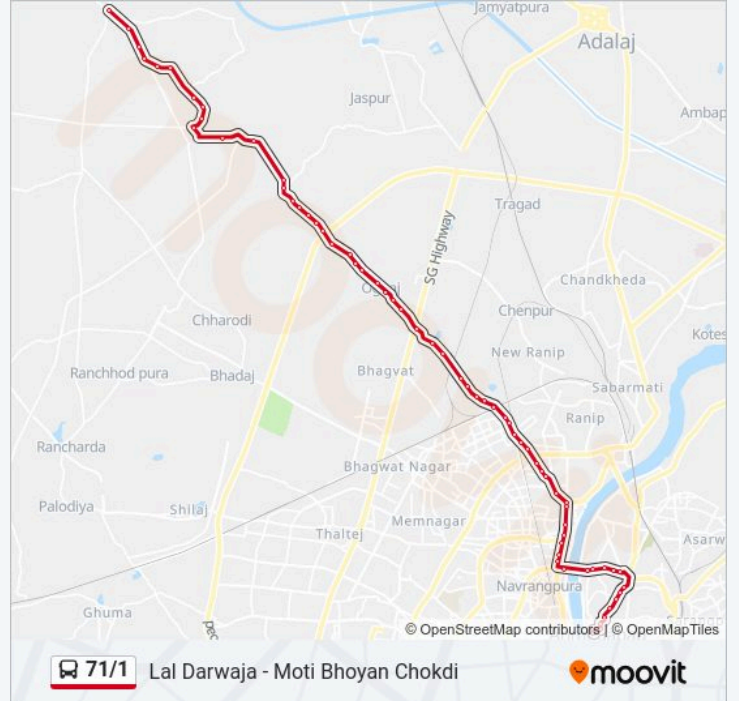 Jamyatpura
Adalaj
Jaspur
Ambap
Tragad
SG Highway
Chandkheda
Chenpur
Chharodi
Kotes
New Ranip
Ranchhod pura
Bhadaj
Bhagvat
Sabarmati
Ranip
Rancharda
Bhagwat Nagar
Palodiya
Shilaj
Memnagar
Thaltej
Asarw
Navrangpura
Ghuma
© OpenStreetMap contributors | © OpenMapTiles
71/1 Lal Darwaja - Moti Bhoyan Chokdi
moovit